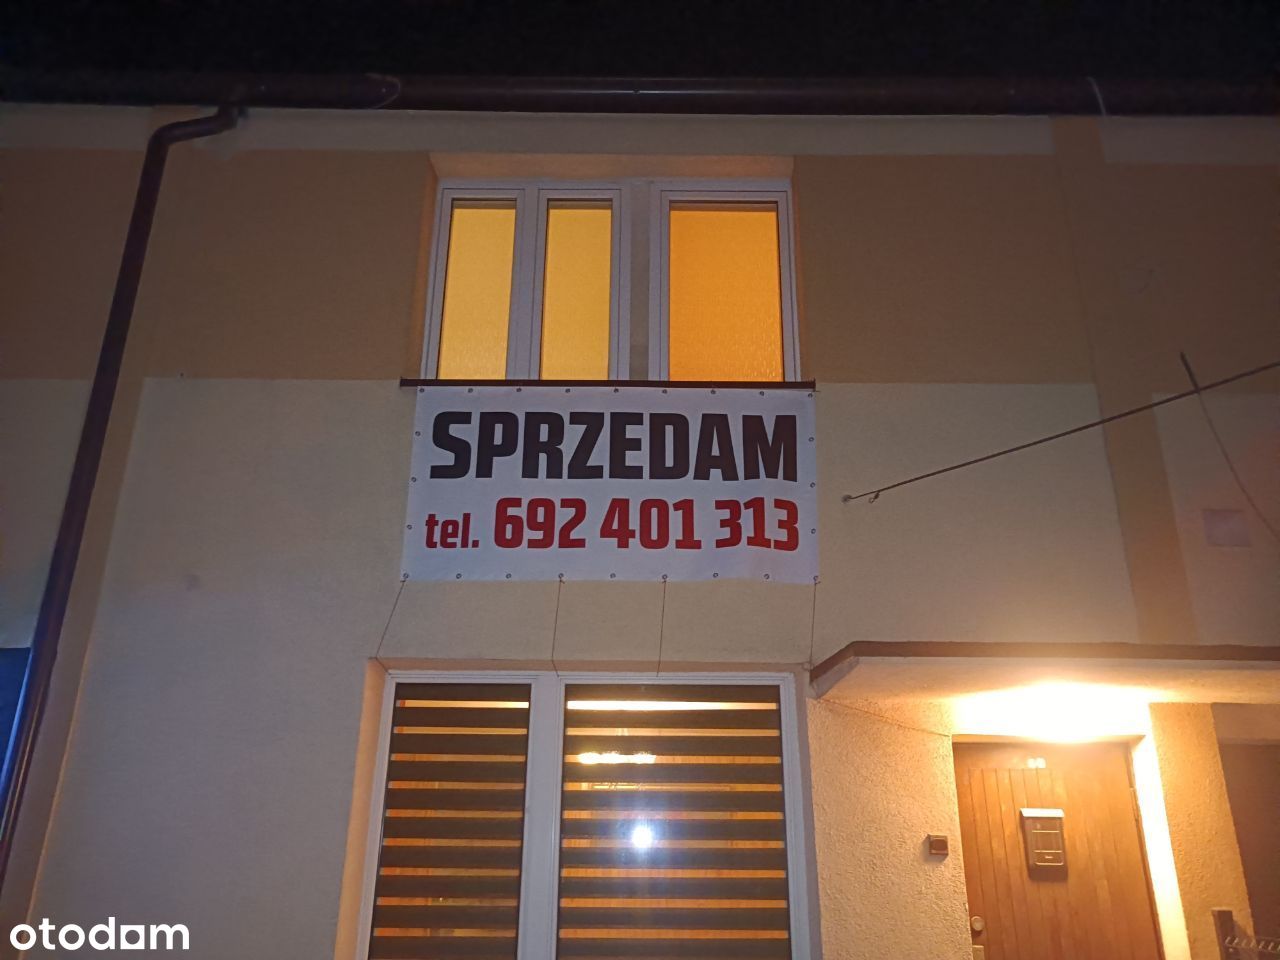 SPRZEDAM
tel. 692 401 313
otodom